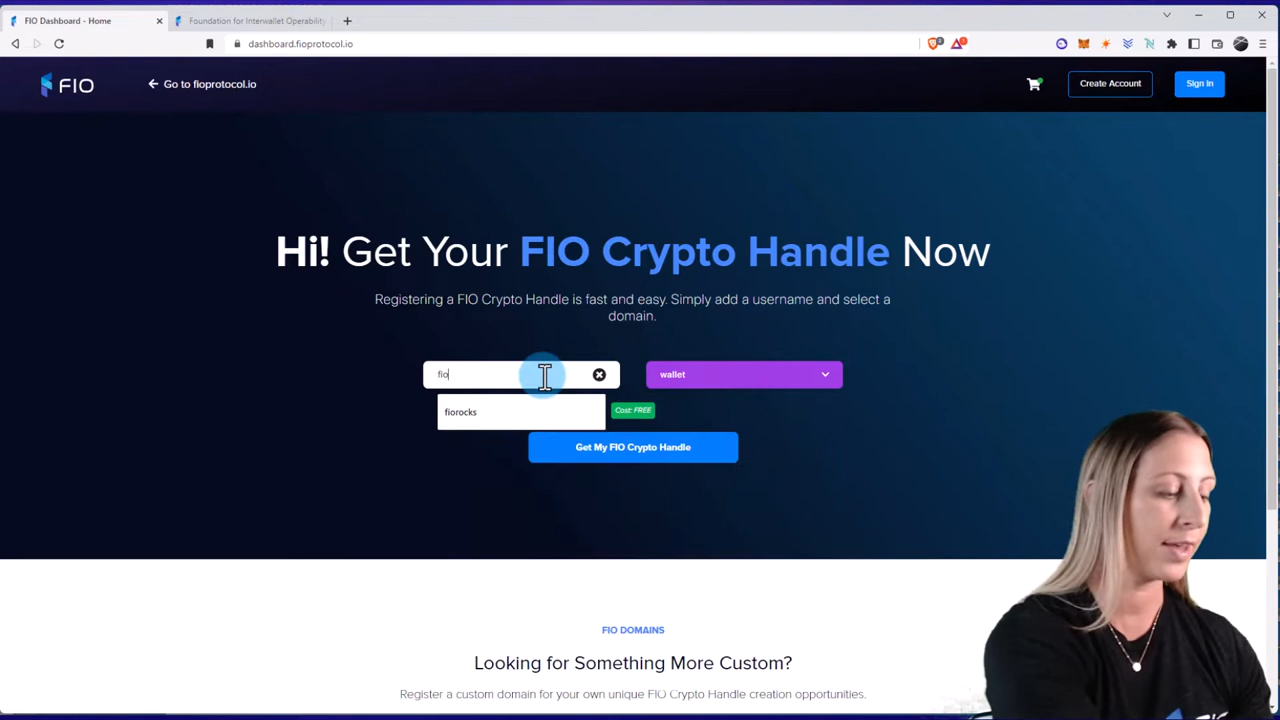 FIO Dashboard - Home
Foundation for Interwallet Operability
dashboard.fioprotocol.io
FIO
Go to fioprotocol.io
Create Account
Sign In
Hi! Get Your FIO Crypto Handle Now
Registering a FIO Crypto Handle is fast and easy. Simply add a username and select a
domain.
fio
wallet
fiorocks
Cost: FREE
Get My FIO Crypto Handle
FIO DOMAINS
Looking for Something More Custom?
Register a custom domain for your own unique FIO Crypto Handle creation opportunities.